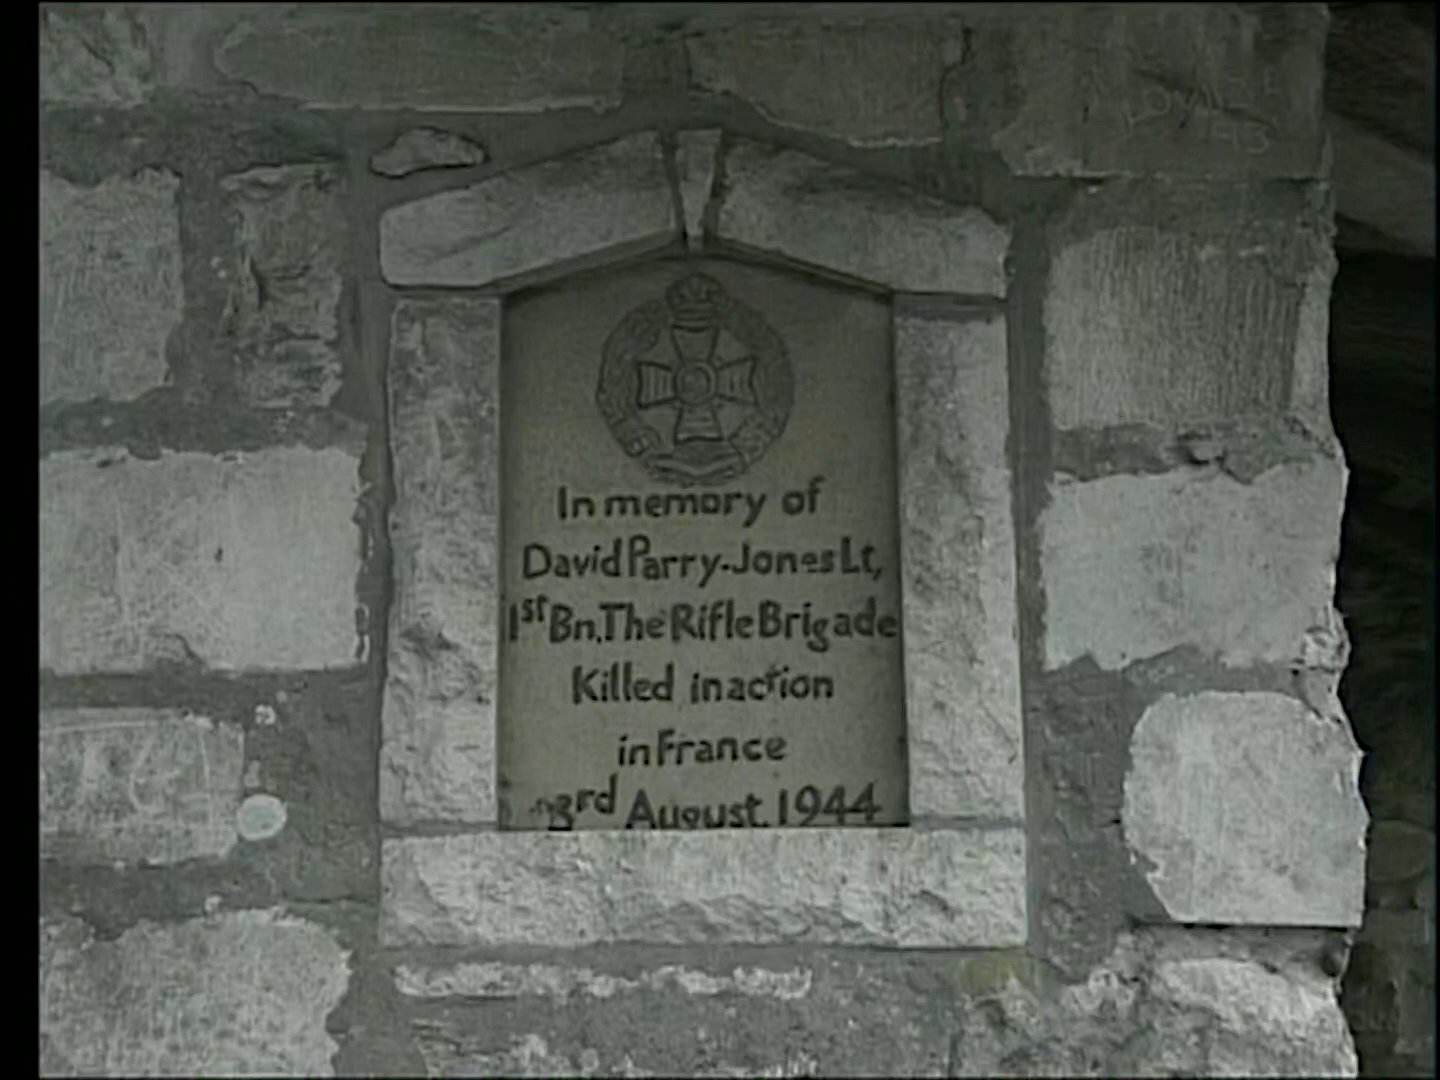 In memory of
David Parry-Jones Lt,
1st Bn, The Rifle Brigade
Killed in action
in France
3rd August, 1944